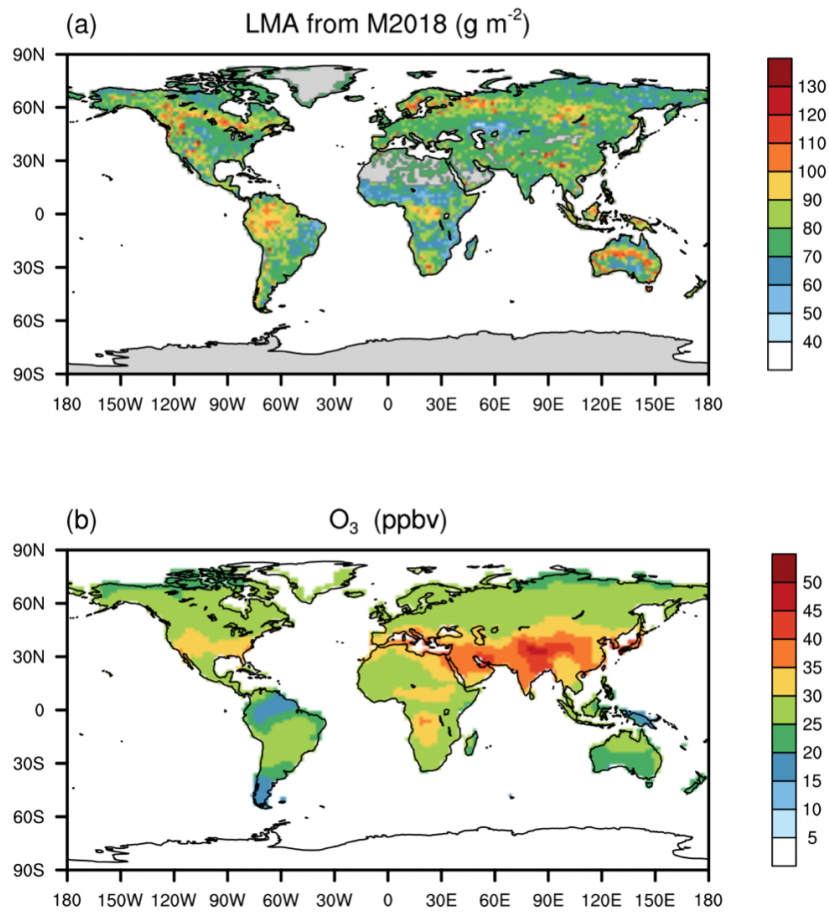 (a) LMA from M2018 (g m⁻²)
90N
60N
30N
0
30S
60S
90S
180 150W 120W 90W 60W 30W 0 30E 60E 90E 120E 150E 180
130
120
110
100
90
80
70
60
50
40
(b) O₃ (ppbv)
90N
60N
30N
0
30S
60S
90S
180 150W 120W 90W 60W 30W 0 30E 60E 90E 120E 150E 180
50
45
40
35
30
25
20
15
10
5